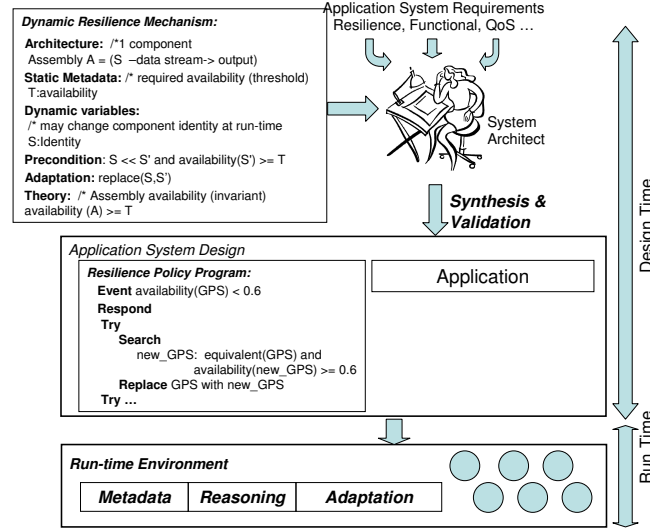 Dynamic Resilience Mechanism:
Architecture: /*1 component
Assembly A = (S –data stream-> output)
Static Metadata: /* required availability (threshold)
T:availability
Dynamic variables:
/* may change component identity at run-time
S:Identity
Precondition: S << S' and availability(S') >= T
Adaptation: replace(S,S')
Theory: /* Assembly availability (invariant)
availability (A) >= T
Application System Requirements
Resilience, Functional, QoS …
System
Architect
Synthesis &
Validation
Application System Design
Resilience Policy Program:
Event availability(GPS) < 0.6
Respond
Try
Search
new_GPS: equivalent(GPS) and
availability(new_GPS) >= 0.6
Replace GPS with new_GPS
Try …
Application
Run-time Environment
Metadata
Reasoning
Adaptation
Design Time
Run Time